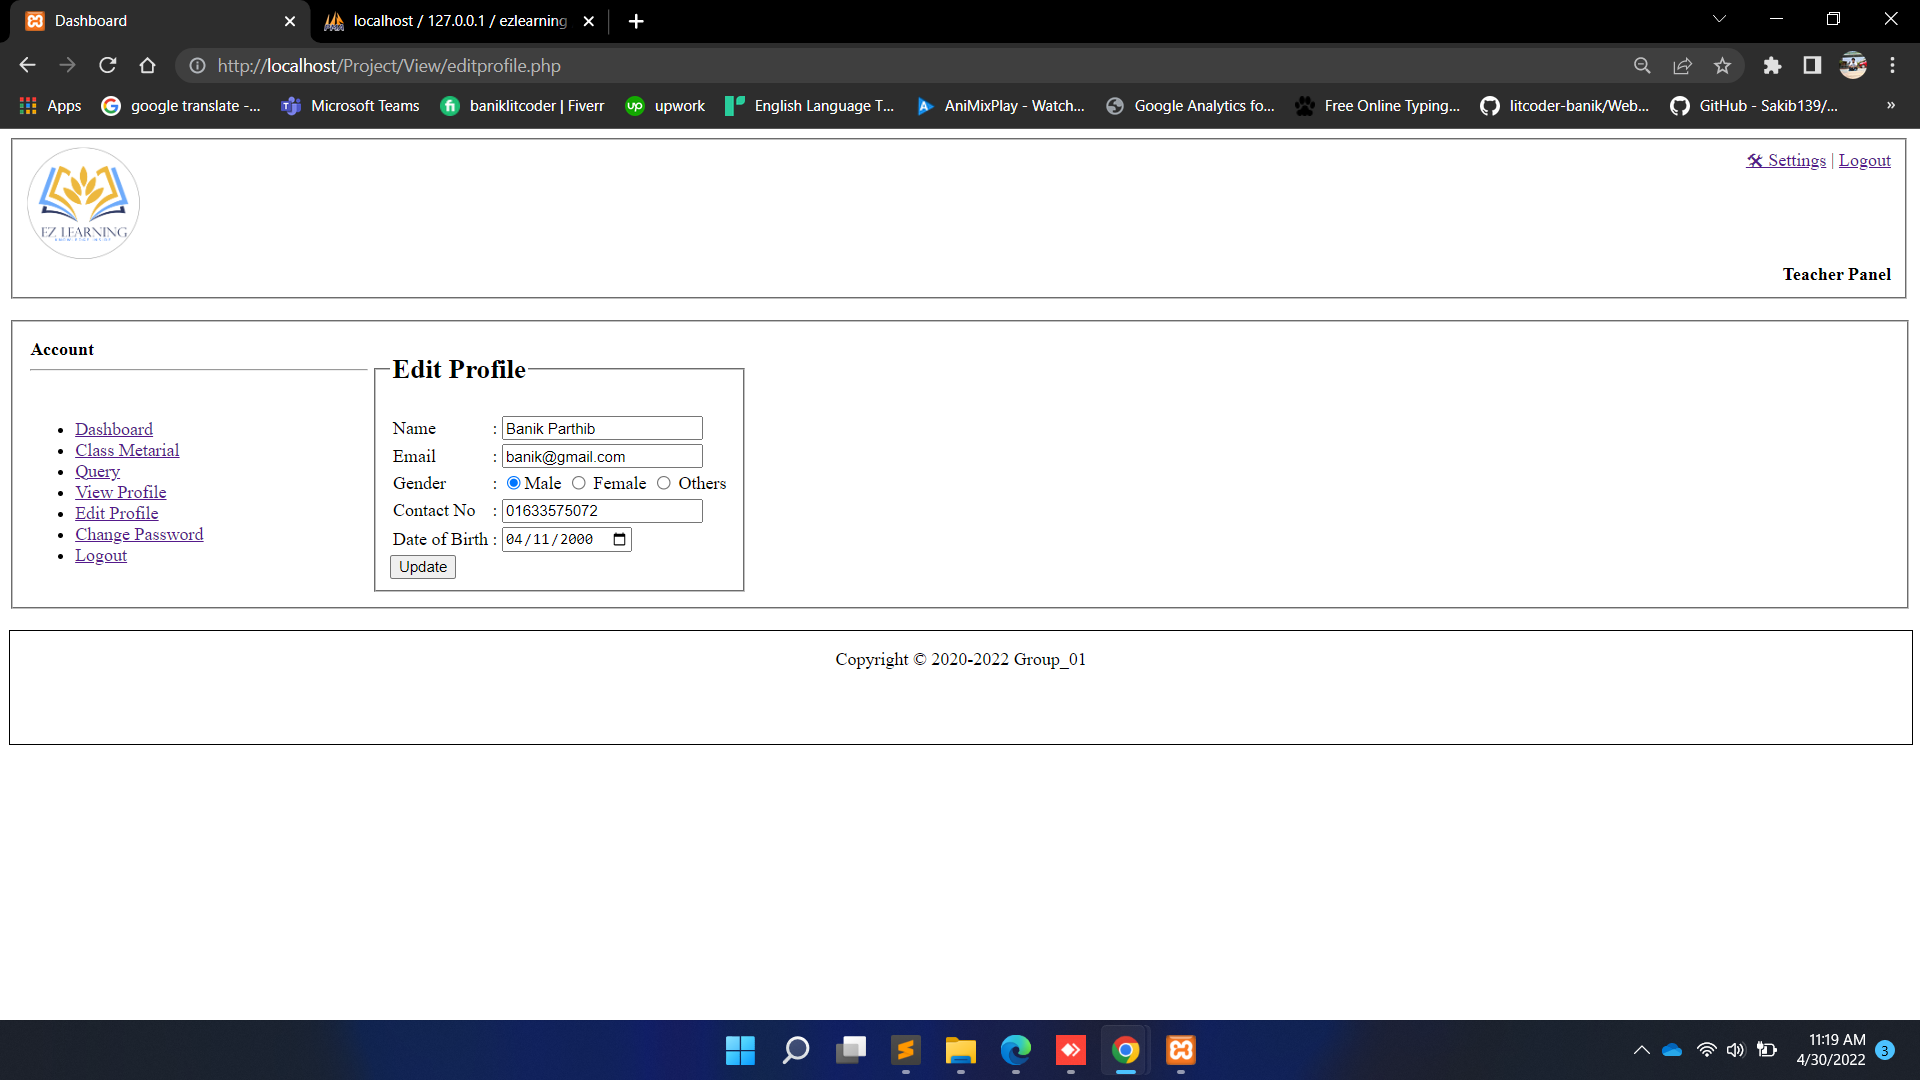 Dashboard
localhost / 127.0.0.1 / ezlearning
http://localhost/Project/View/editprofile.php
Apps
google translate -...
Microsoft Teams
baniklitcoder | Fiverr
up
upwork
English Language T...
AniMixPlay - Watch...
Google Analytics fo...
Free Online Typing...
litcoder-banik/Web...
GitHub - Sakib139/...
»
EZ LEARNING
KNOWLEDGE INSIDE
🛠 Settings | Logout
Teacher Panel
Account
Dashboard
Class Metarial
Query
View Profile
Edit Profile
Change Password
Logout
Edit Profile
Name : Banik Parthib
Email : banik@gmail.com
Gender : Male Female Others
Contact No : 01633575072
Date of Birth : 04/11/2000
Update
Copyright © 2020-2022 Group_01
11:19 AM
4/30/2022
3